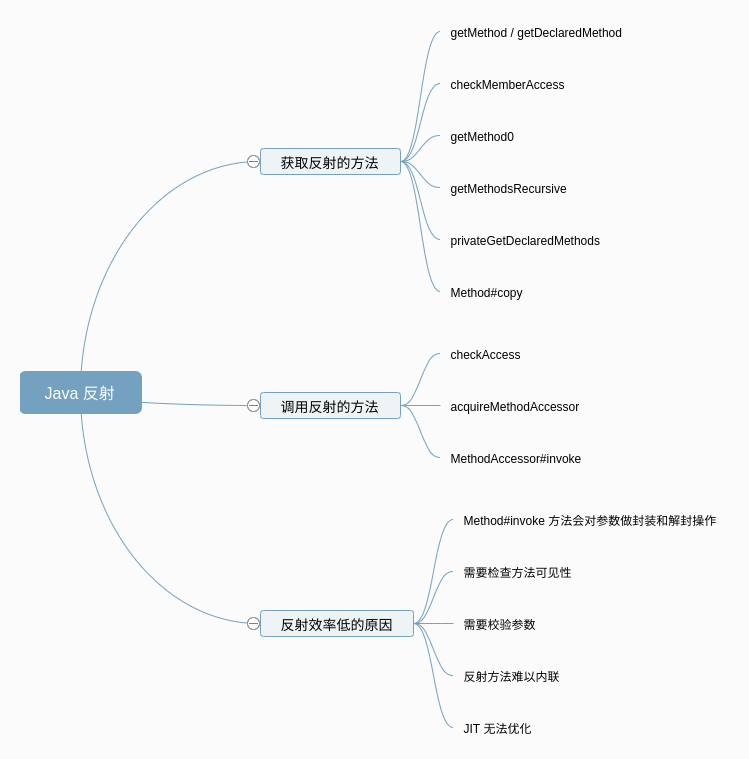 Java 反射
获取反射的方法
getMethod / getDeclaredMethod
checkMemberAccess
getMethod0
getMethodsRecursive
privateGetDeclaredMethods
Method#copy
调用反射的方法
checkAccess
acquireMethodAccessor
MethodAccessor#invoke
反射效率低的原因
Method#invoke 方法会对参数做封装和解封操作
需要检查方法可见性
需要校验参数
反射方法难以内联
JIT 无法优化